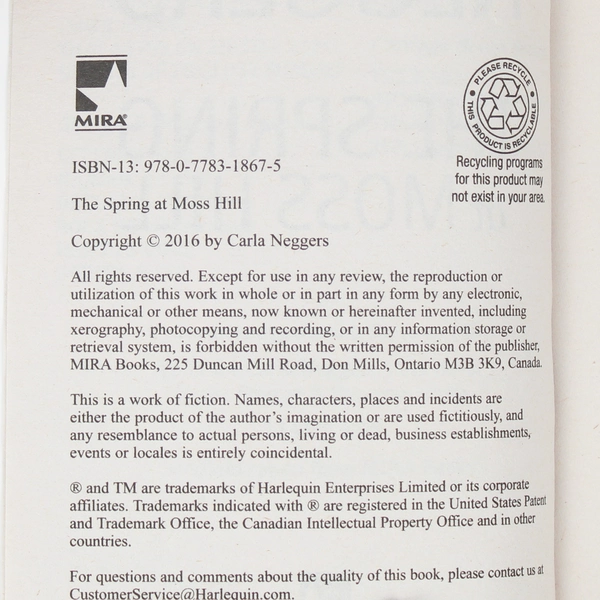 MIRA®
PLEASE RECYCLE
THIS PRODUCT IS RECYCLABLE
Recycling programs
for this product may
not exist in your area.
ISBN-13: 978-0-7783-1867-5
The Spring at Moss Hill
Copyright © 2016 by Carla Neggers
All rights reserved. Except for use in any review, the reproduction or
utilization of this work in whole or in part in any form by any electronic,
mechanical or other means, now known or hereinafter invented, including
xerography, photocopying and recording, or in any information storage or
retrieval system, is forbidden without the written permission of the publisher,
MIRA Books, 225 Duncan Mill Road, Don Mills, Ontario M3B 3K9, Canada.
This is a work of fiction. Names, characters, places and incidents are
either the product of the author's imagination or are used fictitiously, and
any resemblance to actual persons, living or dead, business establishments,
events or locales is entirely coincidental.
® and TM are trademarks of Harlequin Enterprises Limited or its corporate
affiliates. Trademarks indicated with ® are registered in the United States Patent
and Trademark Office, the Canadian Intellectual Property Office and in other
countries.
For questions and comments about the quality of this book, please contact us at
CustomerService@Harlequin.com.